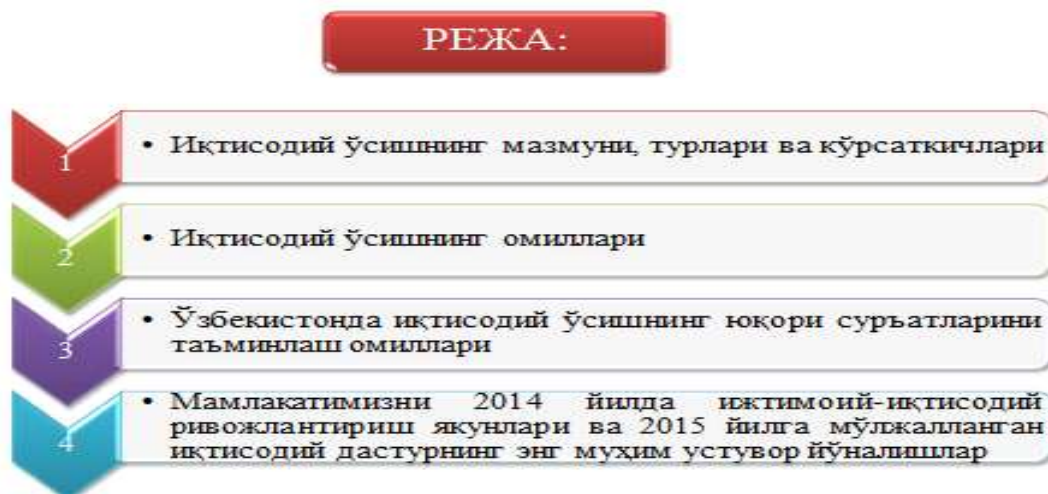 РЕЖА:
1
• Иқтисодий ўсишнинг мазмуни, турлари ва кўрсаткичлари
2
• Иқтисодий ўсишнинг омиллари
3
• Ўзбекистонда иқтисодий ўсишнинг юқори суръатларини
таъминлаш омиллари
4
• Мамлакатимизни 2014 йилда ижтимоий-иқтисодий
ривожлантириш якунлари ва 2015 йилга мўлжалланган
иқтисодий дастурнинг энг муҳим устувор йўналишлар